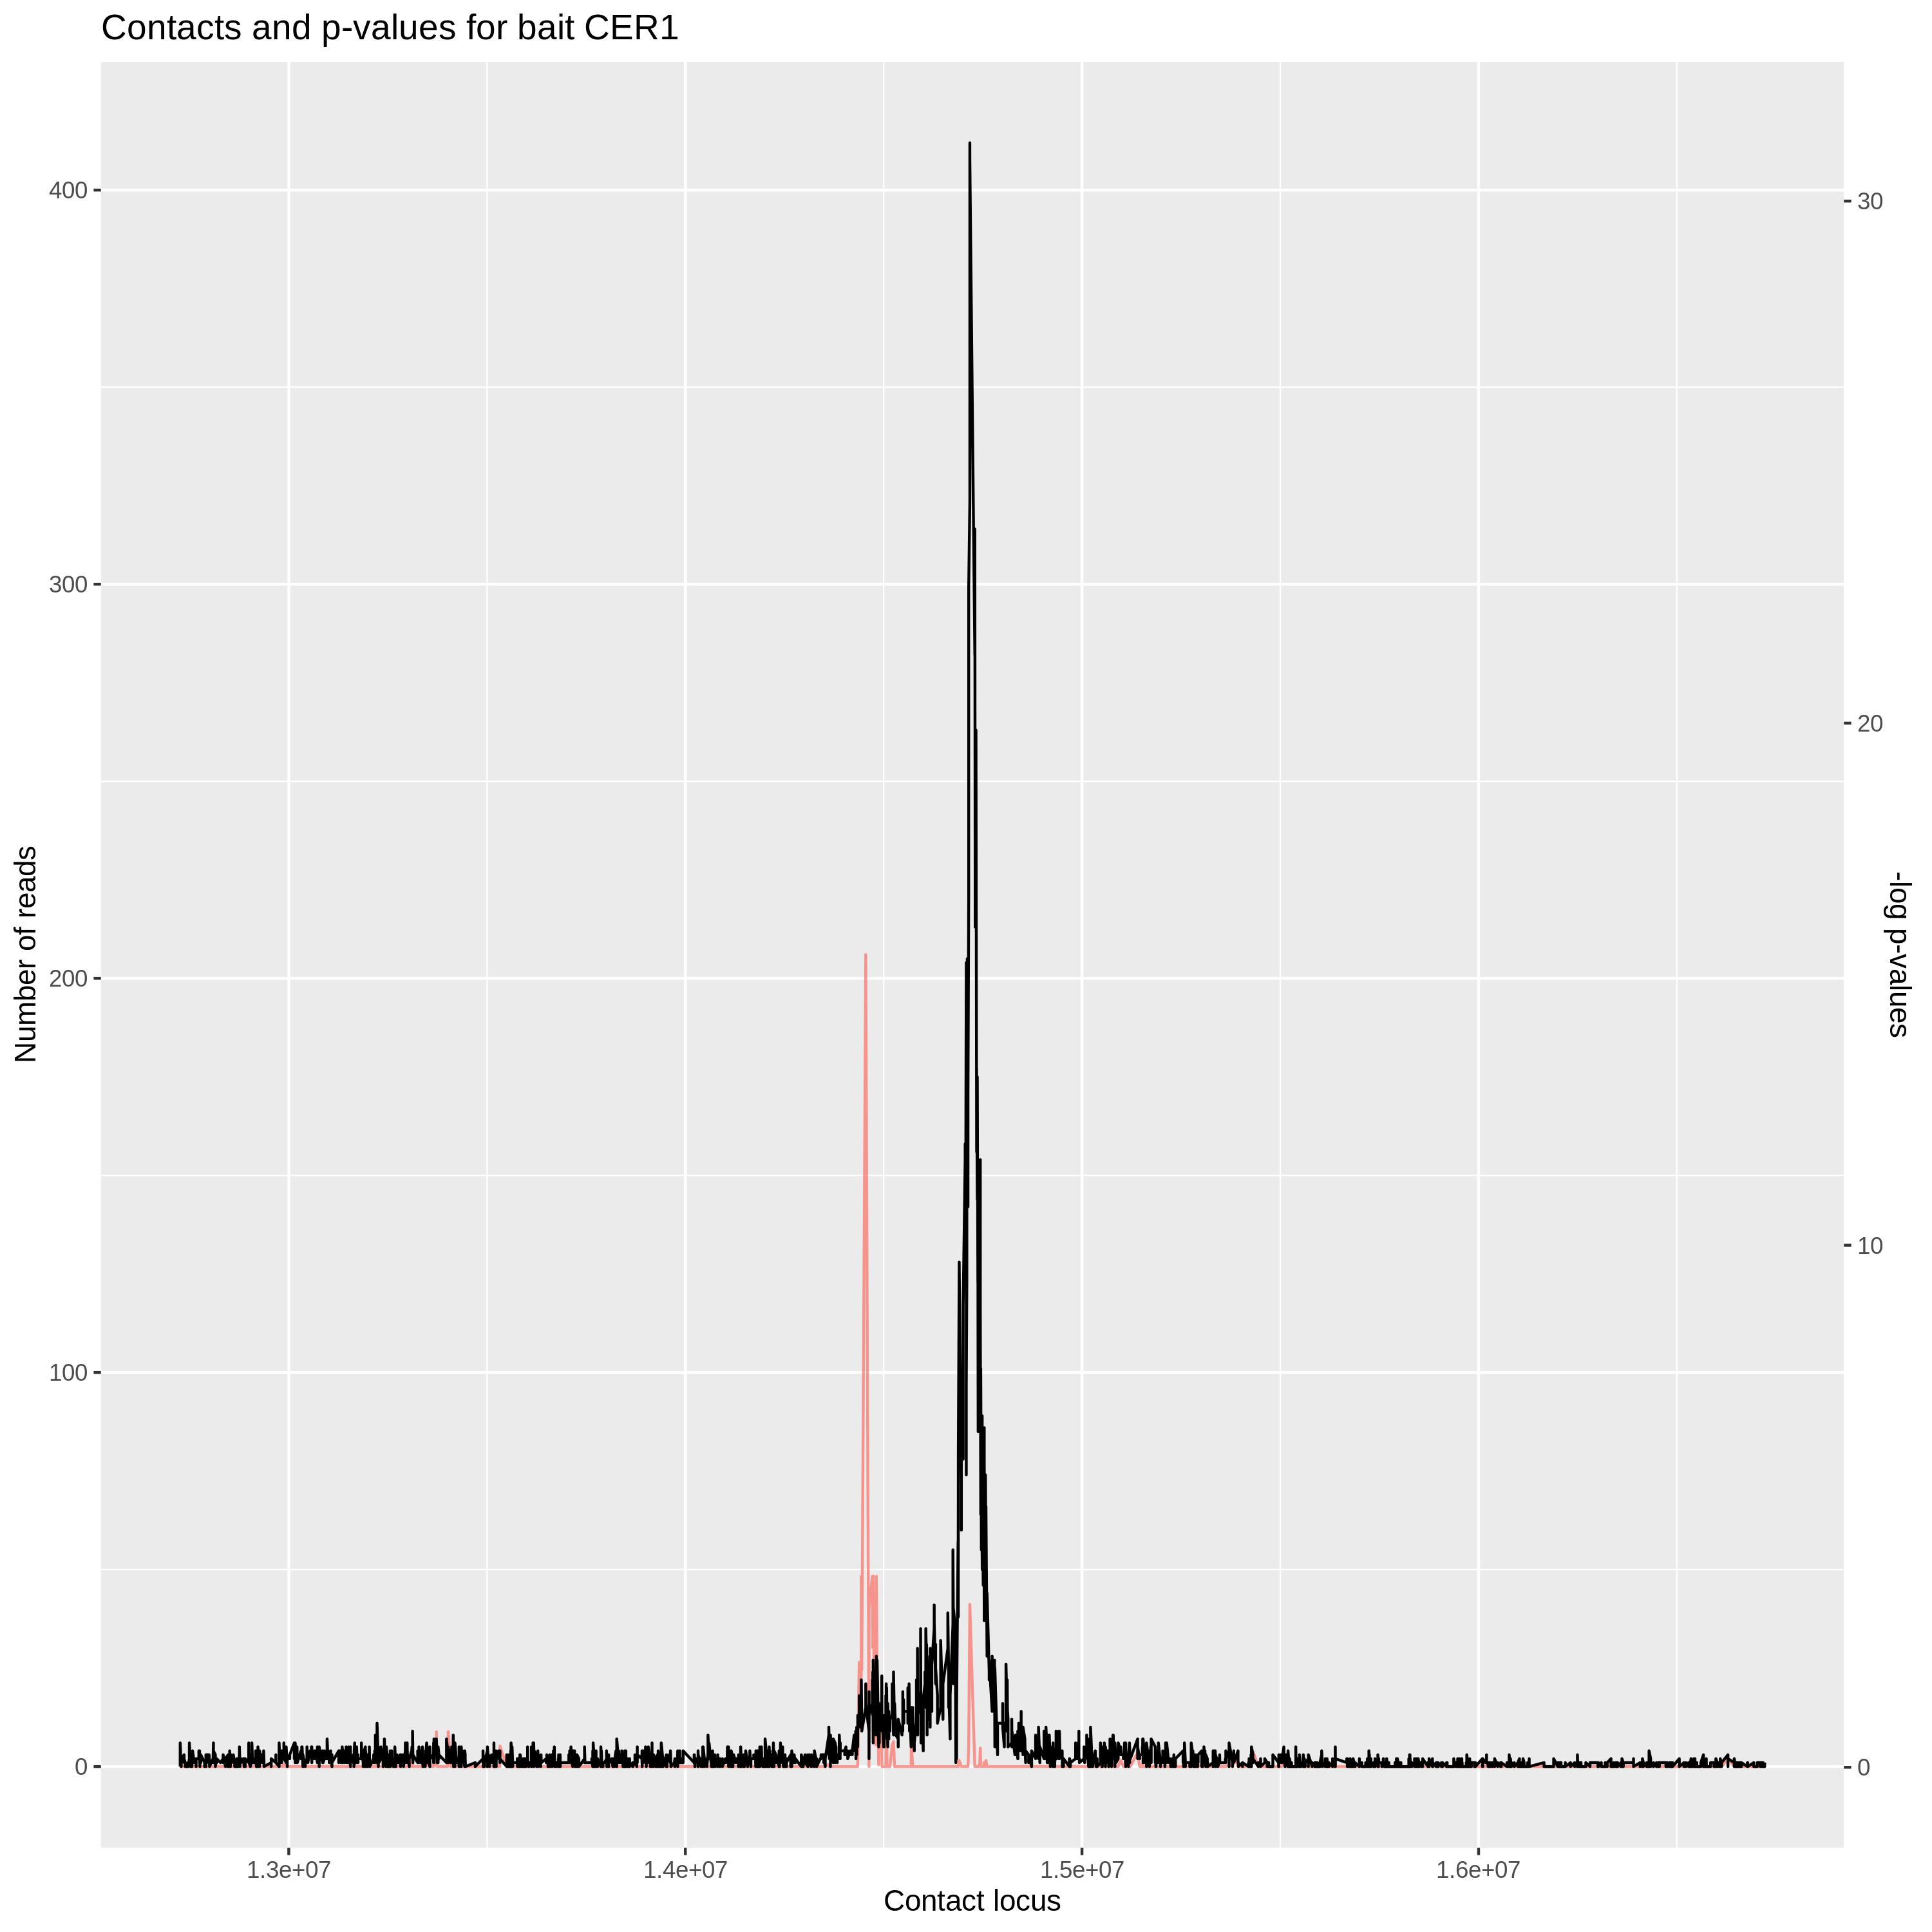 Contacts and p-values for bait CER1
400
300
200
100
0
Number of reads
30
20
10
0
-log p-values
1.3e+07
1.4e+07
1.5e+07
1.6e+07
Contact locus